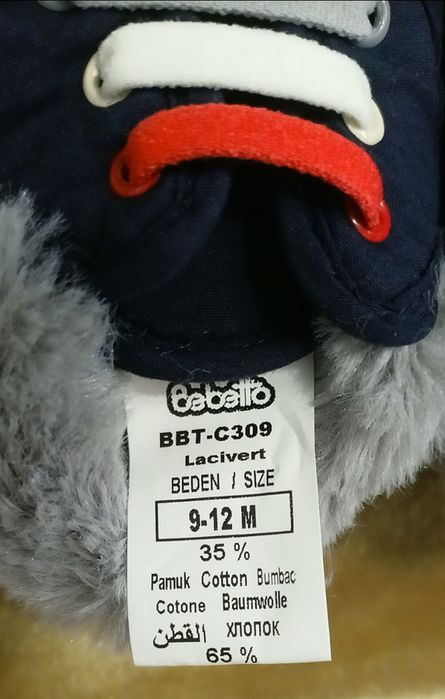 bebetto
BBT-C309
Lacivert
BEDEN / SIZE
9-12 M
35 %
Pamuk Cotton Bumbac
Cotone Baumwolle
القطن хлопок
65 %